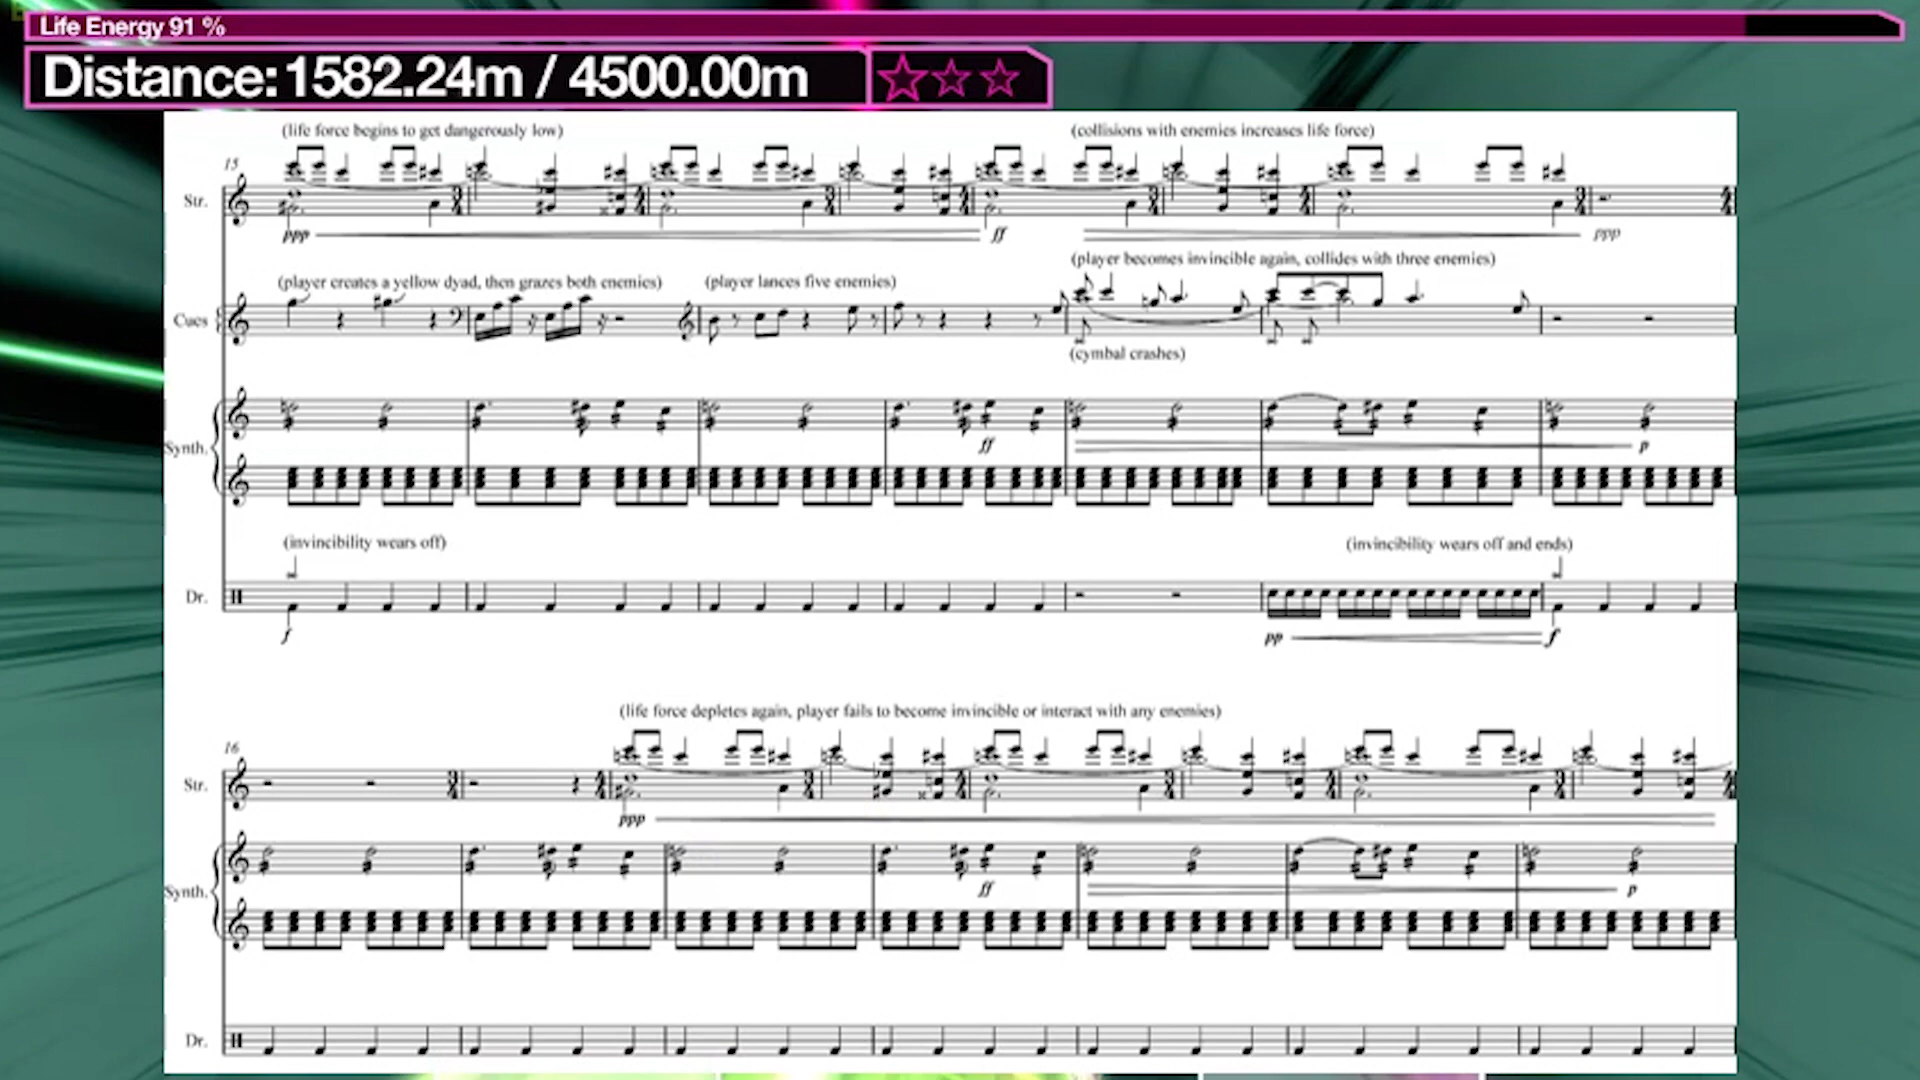 Life Energy 91 %
Distance: 1582.24m / 4500.00m
(life force begins to get dangerously low) (collisions with enemies increases life force)
15
Str.
ppp ff ppp
(player becomes invincible again, collides with three enemies)
(player creates a yellow dyad, then grazes both enemies) (player lances five enemies)
Cues
(cymbal crashes)
Synth.
ff p
(invincibility wears off) (invincibility wears off and ends)
Dr.
f pp f
(life force depletes again, player fails to become invincible or interact with any enemies)
16
Str.
ppp
Synth.
ff p
Dr.